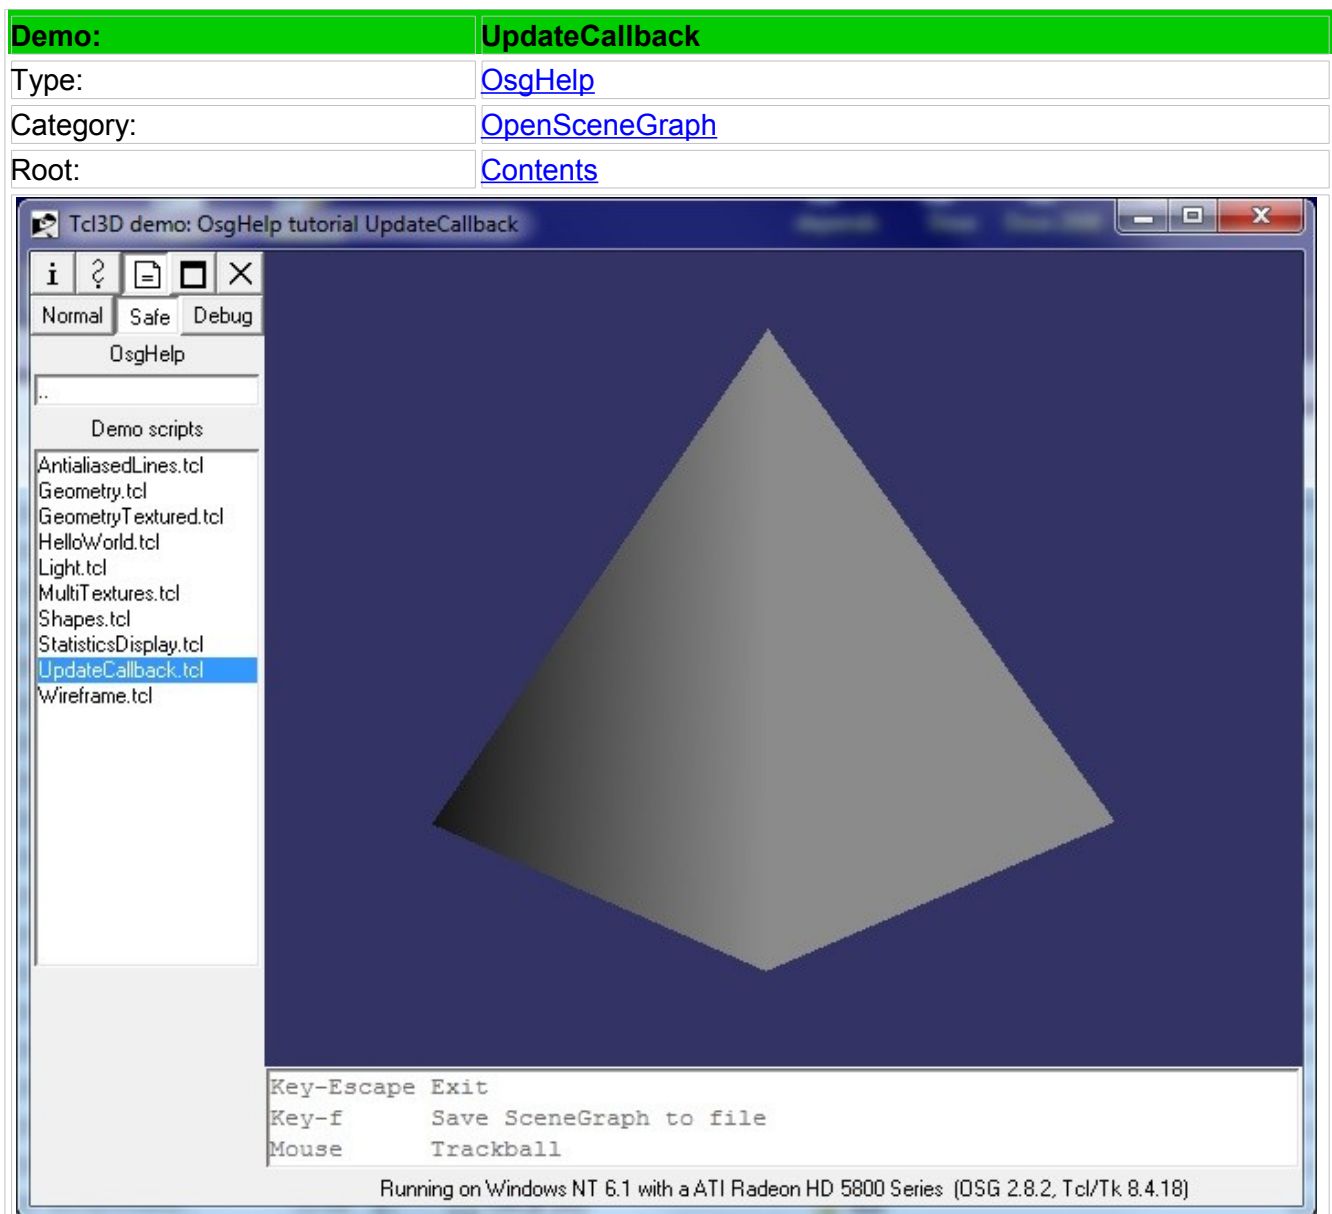 Demo: UpdateCallback
Type: OsgHelp
Category: OpenSceneGraph
Root: Contents
Tcl3D demo: OsgHelp tutorial UpdateCallback
i ?
Normal Safe Debug
OsgHelp
..
Demo scripts
AntialiasedLines.tcl
Geometry.tcl
GeometryTextured.tcl
HelloWorld.tcl
Light.tcl
MultiTextures.tcl
Shapes.tcl
StatisticsDisplay.tcl
UpdateCallback.tcl
Wireframe.tcl
Key-Escape Exit
Key-f Save SceneGraph to file
Mouse Trackball
Running on Windows NT 6.1 with a ATI Radeon HD 5800 Series (OSG 2.8.2, Tcl/Tk 8.4.18)